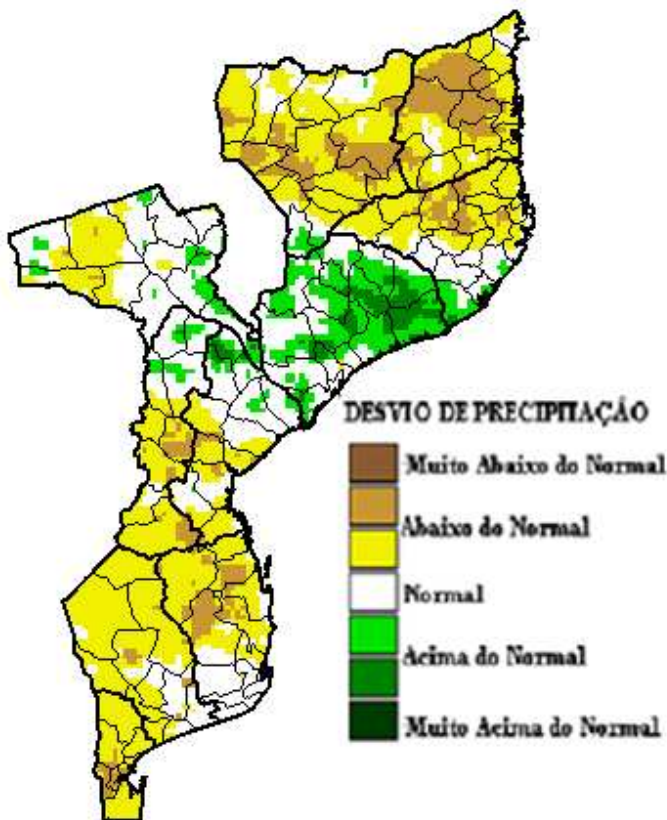 DESVIO DE PRECIPITAÇÃO
Muito Abaixo do Normal
Abaixo do Normal
Normal
Acima do Normal
Muito Acima do Normal